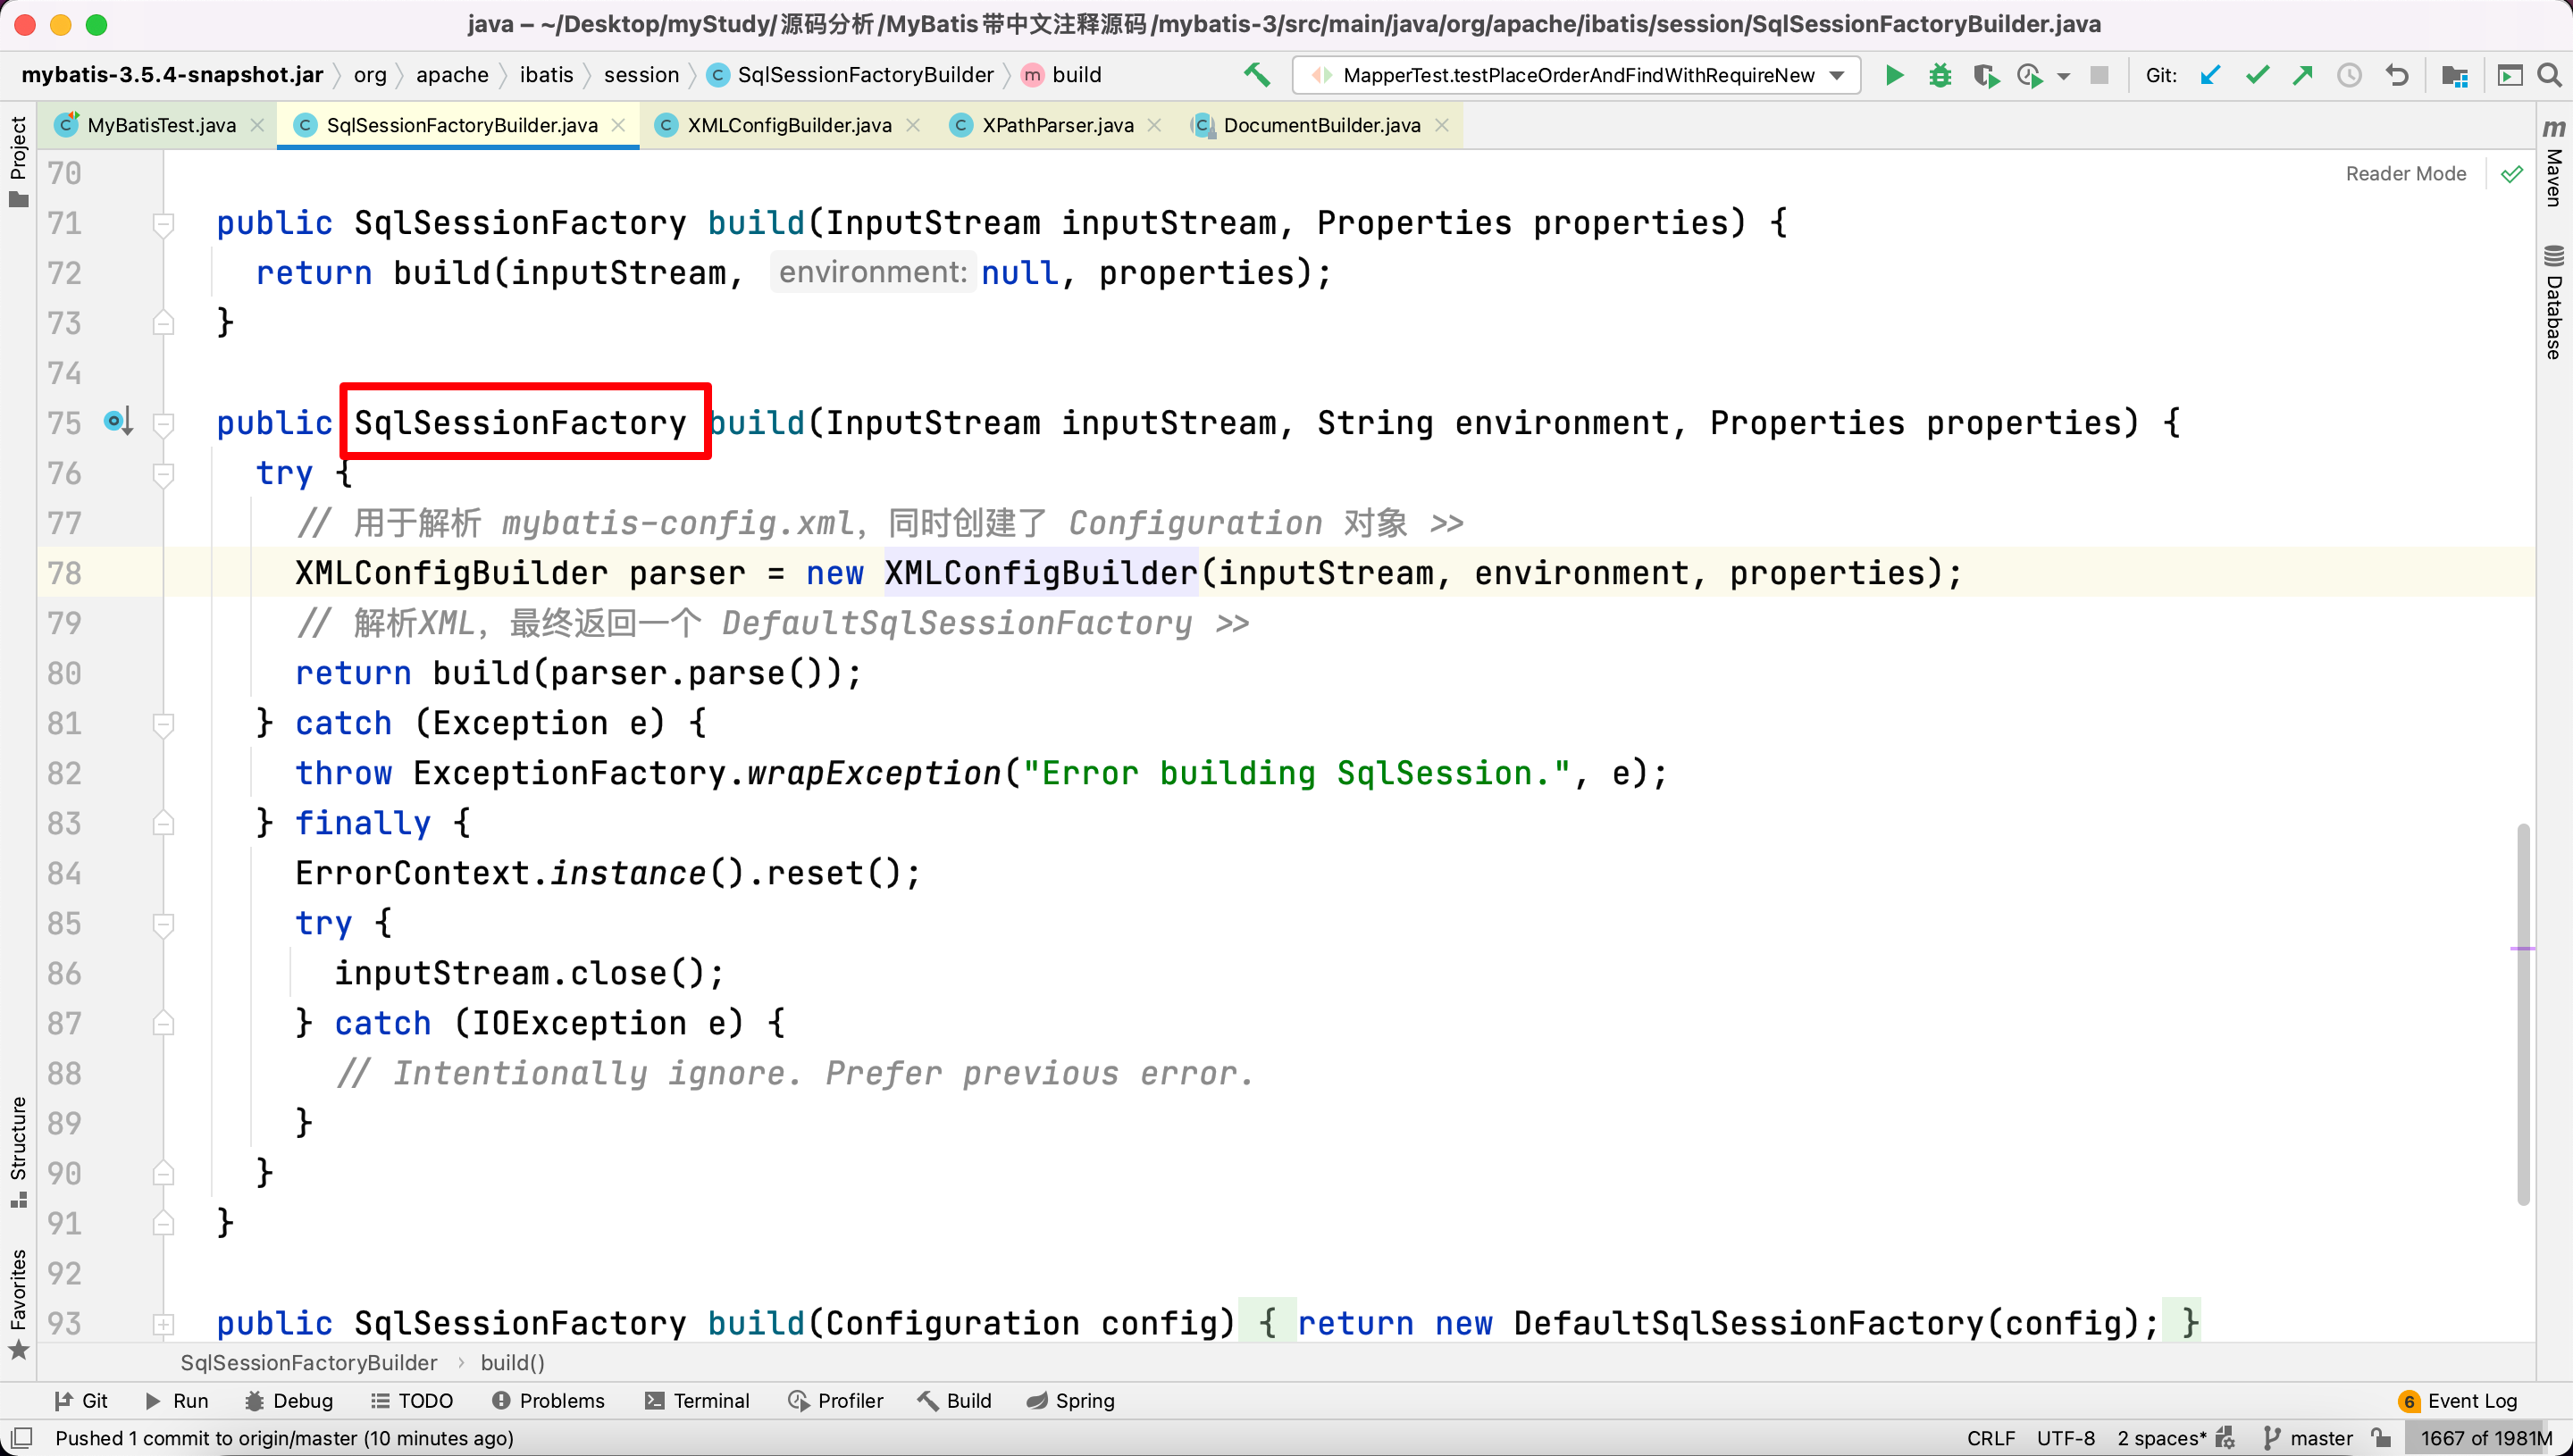 java – ~/Desktop/myStudy/源码分析/MyBatis带中文注释源码/mybatis-3/src/main/java/org/apache/ibatis/session/SqlSessionFactoryBuilder.java
mybatis-3.5.4-snapshot.jar org apache ibatis session SqlSessionFactoryBuilder build MapperTest.testPlaceOrderAndFindWithRequireNew Git:
MyBatisTest.java SqlSessionFactoryBuilder.java XMLConfigBuilder.java XPathParser.java DocumentBuilder.java
Project
Structure
Favorites
Maven
Database
Reader Mode
70
71 public SqlSessionFactory build(InputStream inputStream, Properties properties) {
72 return build(inputStream, environment: null, properties);
73 }
74
75 public SqlSessionFactory build(InputStream inputStream, String environment, Properties properties) {
76 try {
77 // 用于解析 mybatis-config.xml，同时创建了 Configuration 对象 >>
78 XMLConfigBuilder parser = new XMLConfigBuilder(inputStream, environment, properties);
79 // 解析XML，最终返回一个 DefaultSqlSessionFactory >>
80 return build(parser.parse());
81 } catch (Exception e) {
82 throw ExceptionFactory.wrapException("Error building SqlSession.", e);
83 } finally {
84 ErrorContext.instance().reset();
85 try {
86 inputStream.close();
87 } catch (IOException e) {
88 // Intentionally ignore. Prefer previous error.
89 }
90 }
91 }
92
93 public SqlSessionFactory build(Configuration config) { return new DefaultSqlSessionFactory(config); }
SqlSessionFactoryBuilder › build()
Git Run Debug TODO Problems Terminal Profiler Build Spring 6 Event Log
Pushed 1 commit to origin/master (10 minutes ago) CRLF UTF-8 2 spaces* master 1667 of 1981M